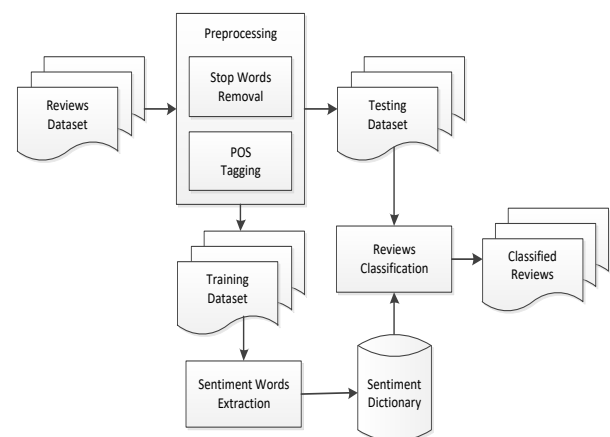 Preprocessing
Stop Words
Removal
POS
Tagging
Reviews
Dataset
Testing
Dataset
Training
Dataset
Reviews
Classification
Classified
Reviews
Sentiment Words
Extraction
Sentiment
Dictionary